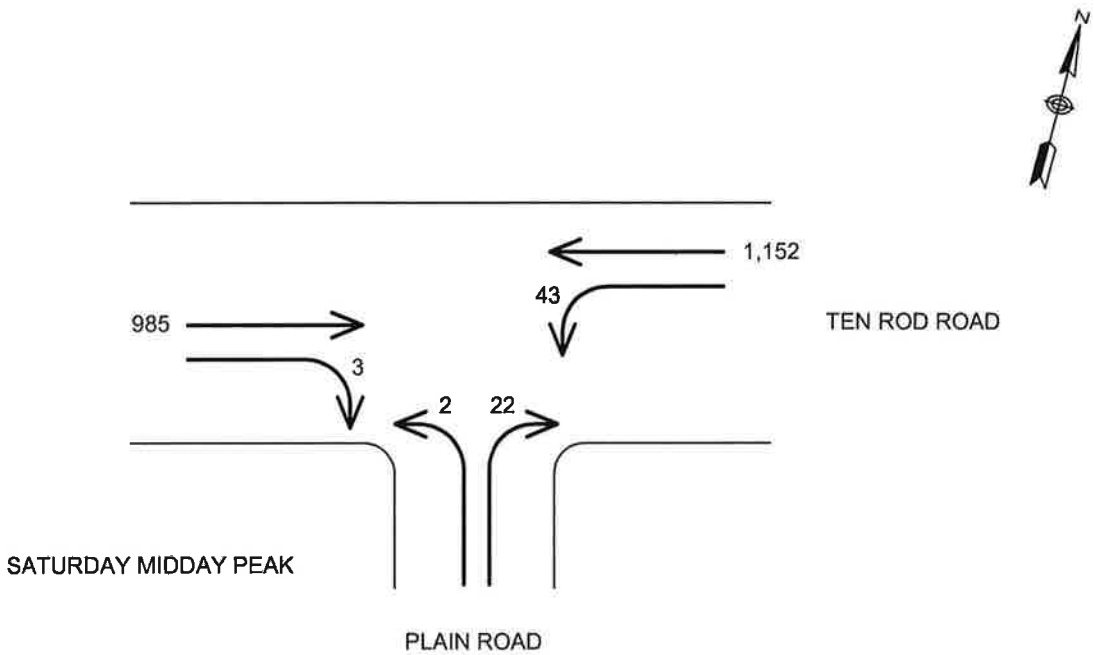 N
1,152
43
985
TEN ROD ROAD
3
2
22
SATURDAY MIDDAY PEAK
PLAIN ROAD